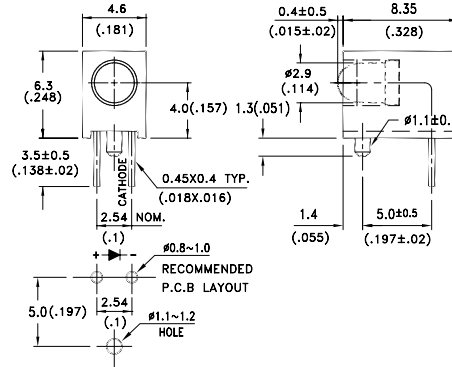 4.6
(.181)
0.4±0.5
(.015±.02)
8.35
(.328)
6.3
(.248)
4.0(.157)
ø2.9
(.114)
1.3(.051)
ø1.1±0.
3.5±0.5
(.138±.02)
CATHODE
0.45X0.4 TYP.
(.018X.016)
2.54 NOM.
(.1)
1.4
(.055)
5.0±0.5
(.197±.02)
+ -
ø0.8~1.0
RECOMMENDED
P.C.B LAYOUT
5.0(.197)
2.54
(.1)
ø1.1~1.2
HOLE